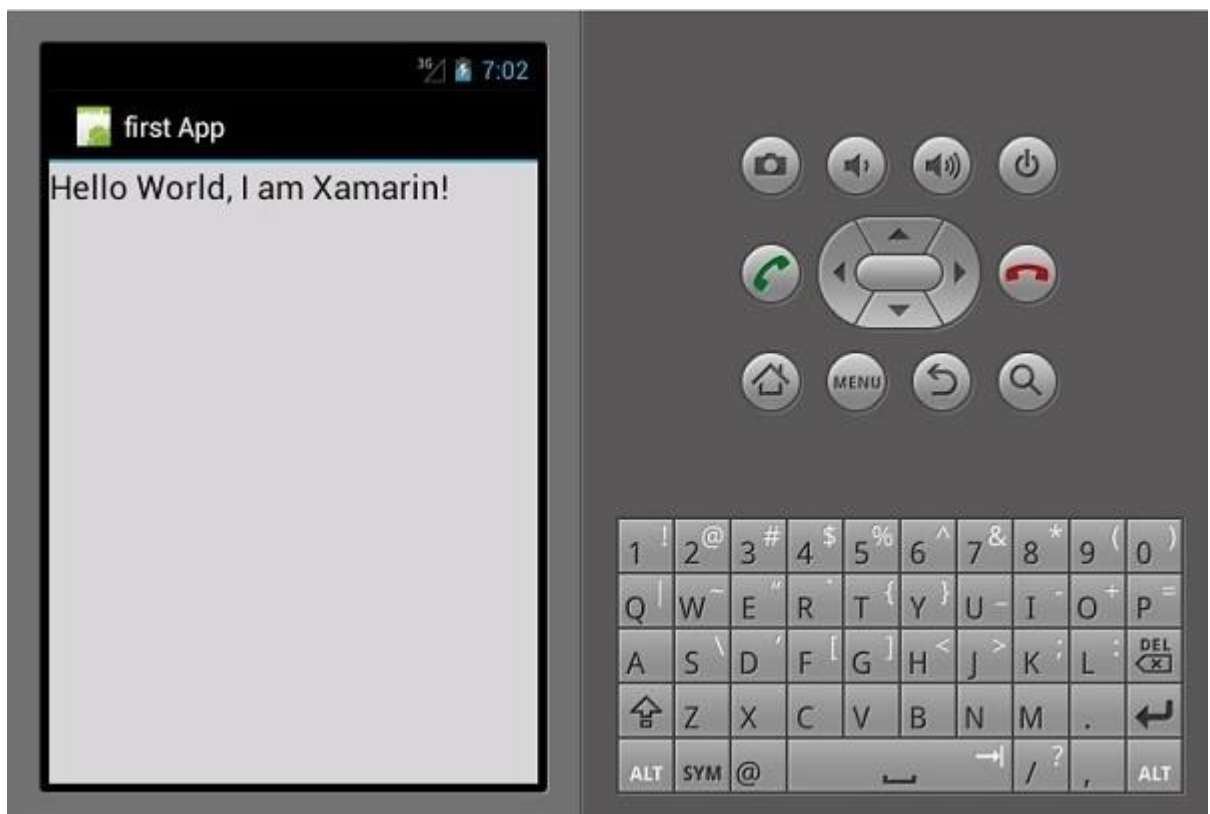 3G 7:02
first App
Hello World, I am Xamarin!
MENU
1 ! 2 @ 3 # 4 $ 5 % 6 ^ 7 & 8 * 9 ( 0 )
Q | W ~ E " R ` T { Y } U _ I - O + P =
A S \ D ' F [ G ] H < J > K ; L : DEL
Z X C V B N M .
ALT SYM @ / ? , ALT